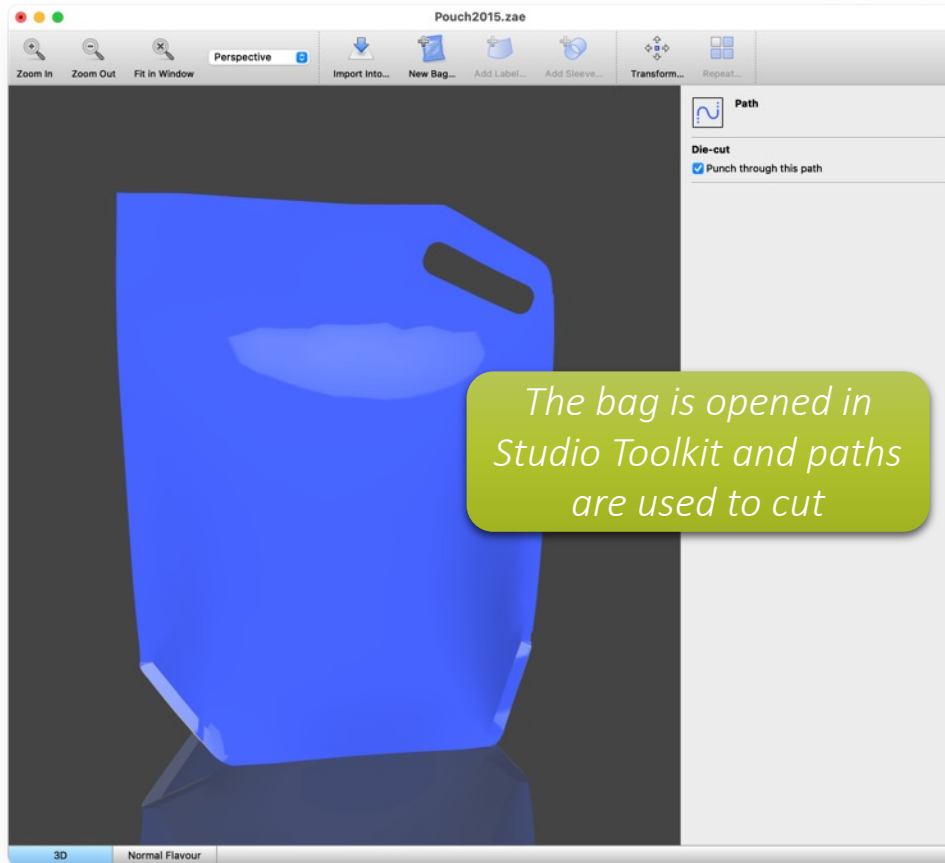 Pouch2015.zae
Perspective
Zoom In Zoom Out Fit in Window Import Into... New Bag... Add Label... Add Sleeve... Transform... Repeat...
Path
Die-cut
Punch through this path
The bag is opened in
Studio Toolkit and paths
are used to cut
3D Normal Flavour